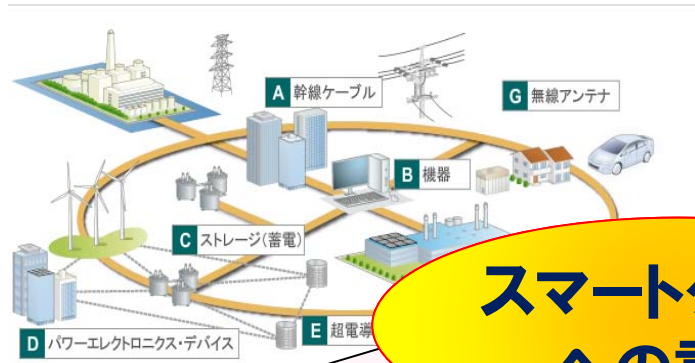 A 幹線ケーブル
G 無線アンテナ
B 機器
C ストレージ(蓄電)
D パワーエレクトロニクス・デバイス
E 超電導
スマート
への